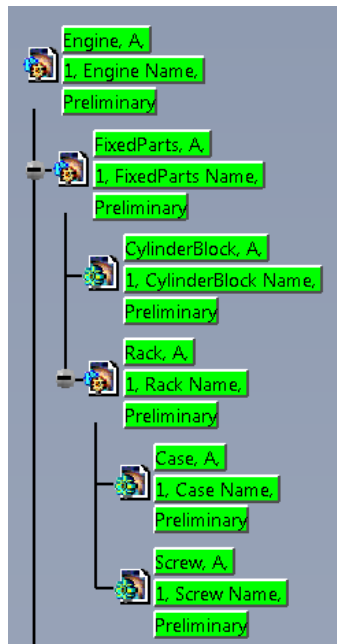 Engine, A,
1, Engine Name,
Preliminary
FixedParts, A,
1, FixedParts Name,
Preliminary
CylinderBlock, A,
1, CylinderBlock Name,
Preliminary
Rack, A,
1, Rack Name,
Preliminary
Case, A,
1, Case Name,
Preliminary
Screw, A,
1, Screw Name,
Preliminary